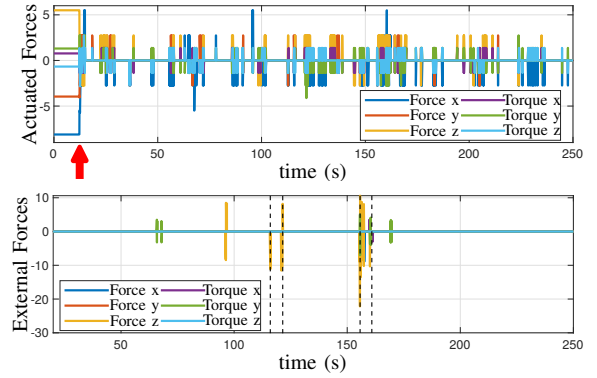 Actuated Forces
5
0
-5
Force x Torque x
Force y Torque y
Force z Torque z
0 50 100 150 200 250
time (s)
External Forces
10
0
-10
-20
-30
Force x Torque x
Force y Torque y
Force z Torque z
50 100 150 200 250
time (s)